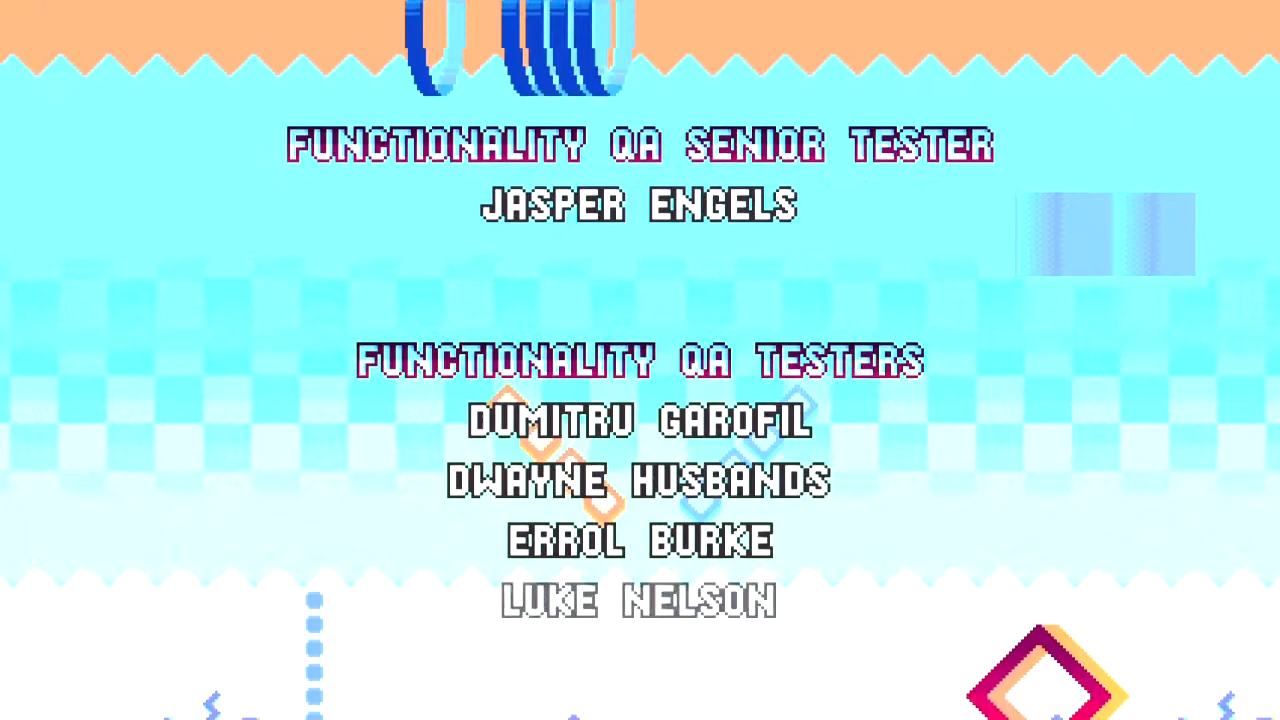 FUNCTIONALITY QA SENIOR TESTER
JASPER ENGELS
FUNCTIONALITY QA TESTERS
DUMITRU GAROFIL
DWAYNE HUSBANDS
ERROL BURKE
LUKE NELSON